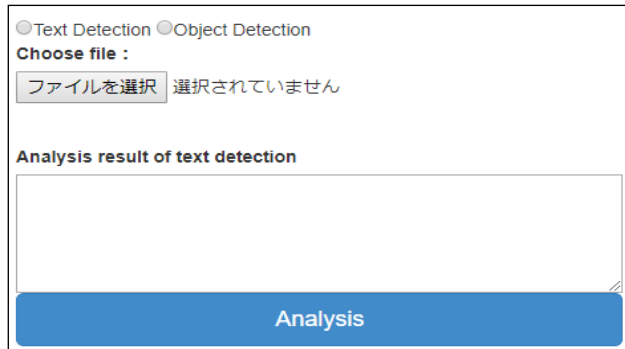 Text Detection Object Detection
Choose file：
ファイルを選択 選択されていません
Analysis result of text detection
Analysis